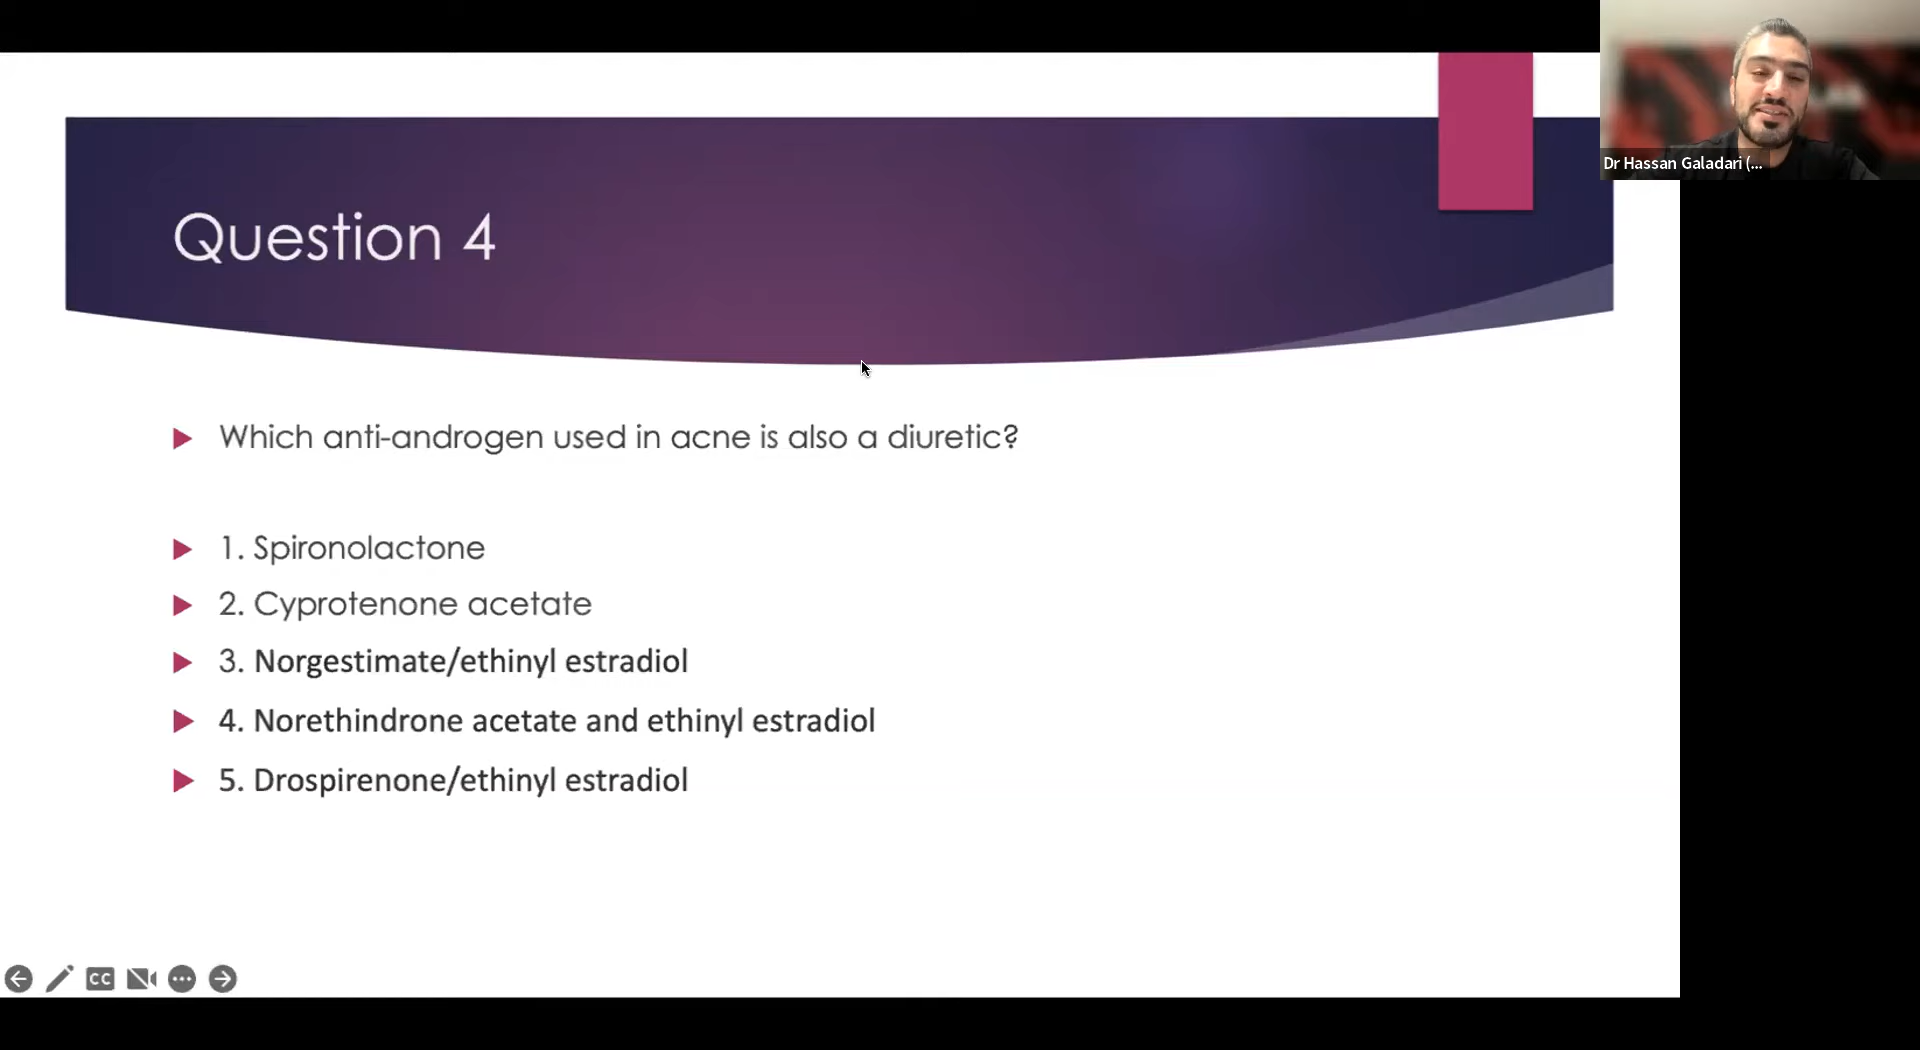 Dr Hassan Galadari (...
Question 4
Which anti-androgen used in acne is also a diuretic?
1. Spironolactone
2. Cyprotenone acetate
3. Norgestimate/ethinyl estradiol
4. Norethindrone acetate and ethinyl estradiol
5. Drospirenone/ethinyl estradiol
CC